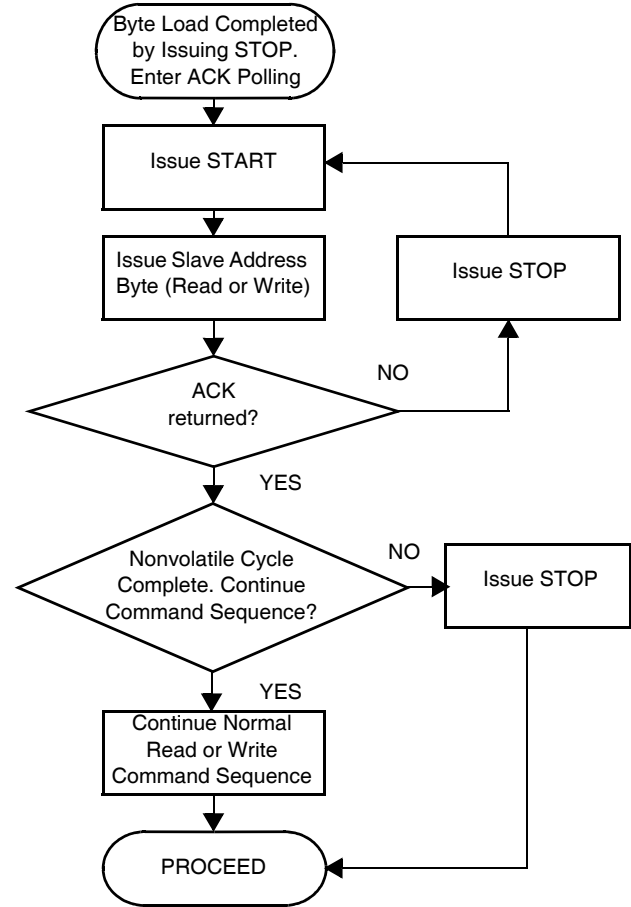 Byte Load Completed
by Issuing STOP.
Enter ACK Polling
Issue START
Issue Slave Address
Byte (Read or Write)
Issue STOP
ACK
returned?
NO
YES
Nonvolatile Cycle
Complete. Continue
Command Sequence?
NO
Issue STOP
YES
Continue Normal
Read or Write
Command Sequence
PROCEED